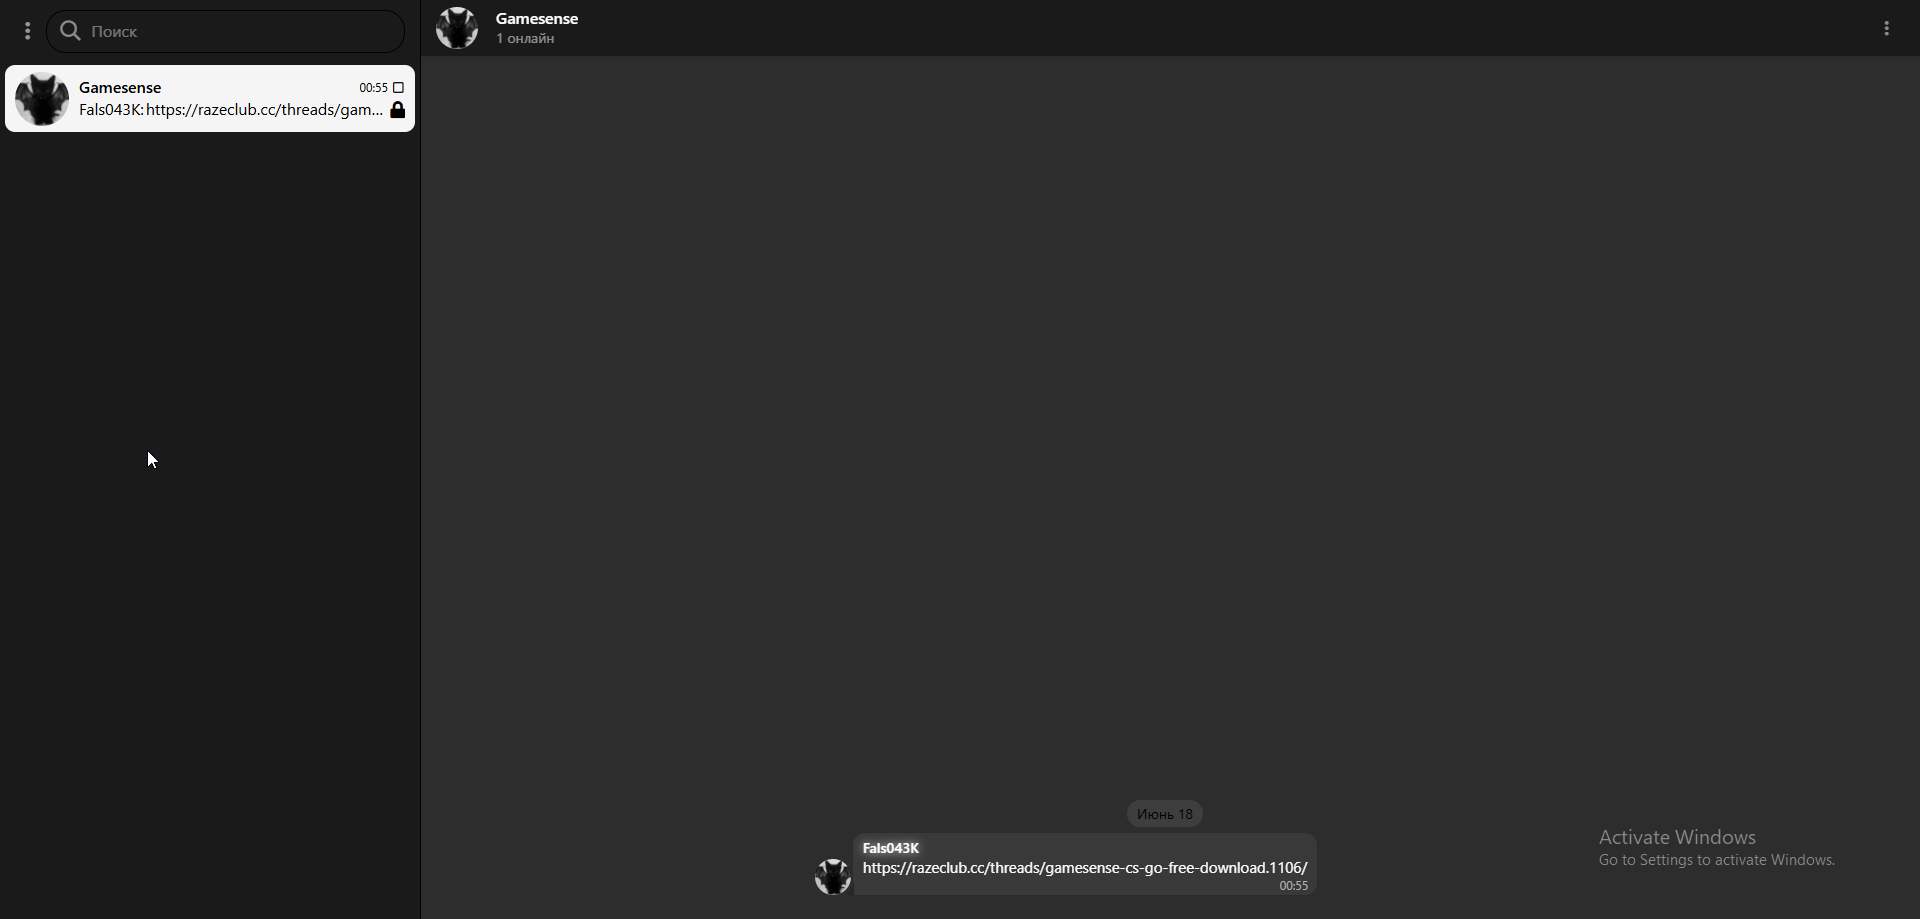 Поиск
Gamesense
00:55
Fals043K: https://razeclub.cc/threads/gam...
Gamesense
1 онлайн
Июнь 18
Fals043K
https://razeclub.cc/threads/gamesense-cs-go-free-download.1106/
00:55
Activate Windows
Go to Settings to activate Windows.